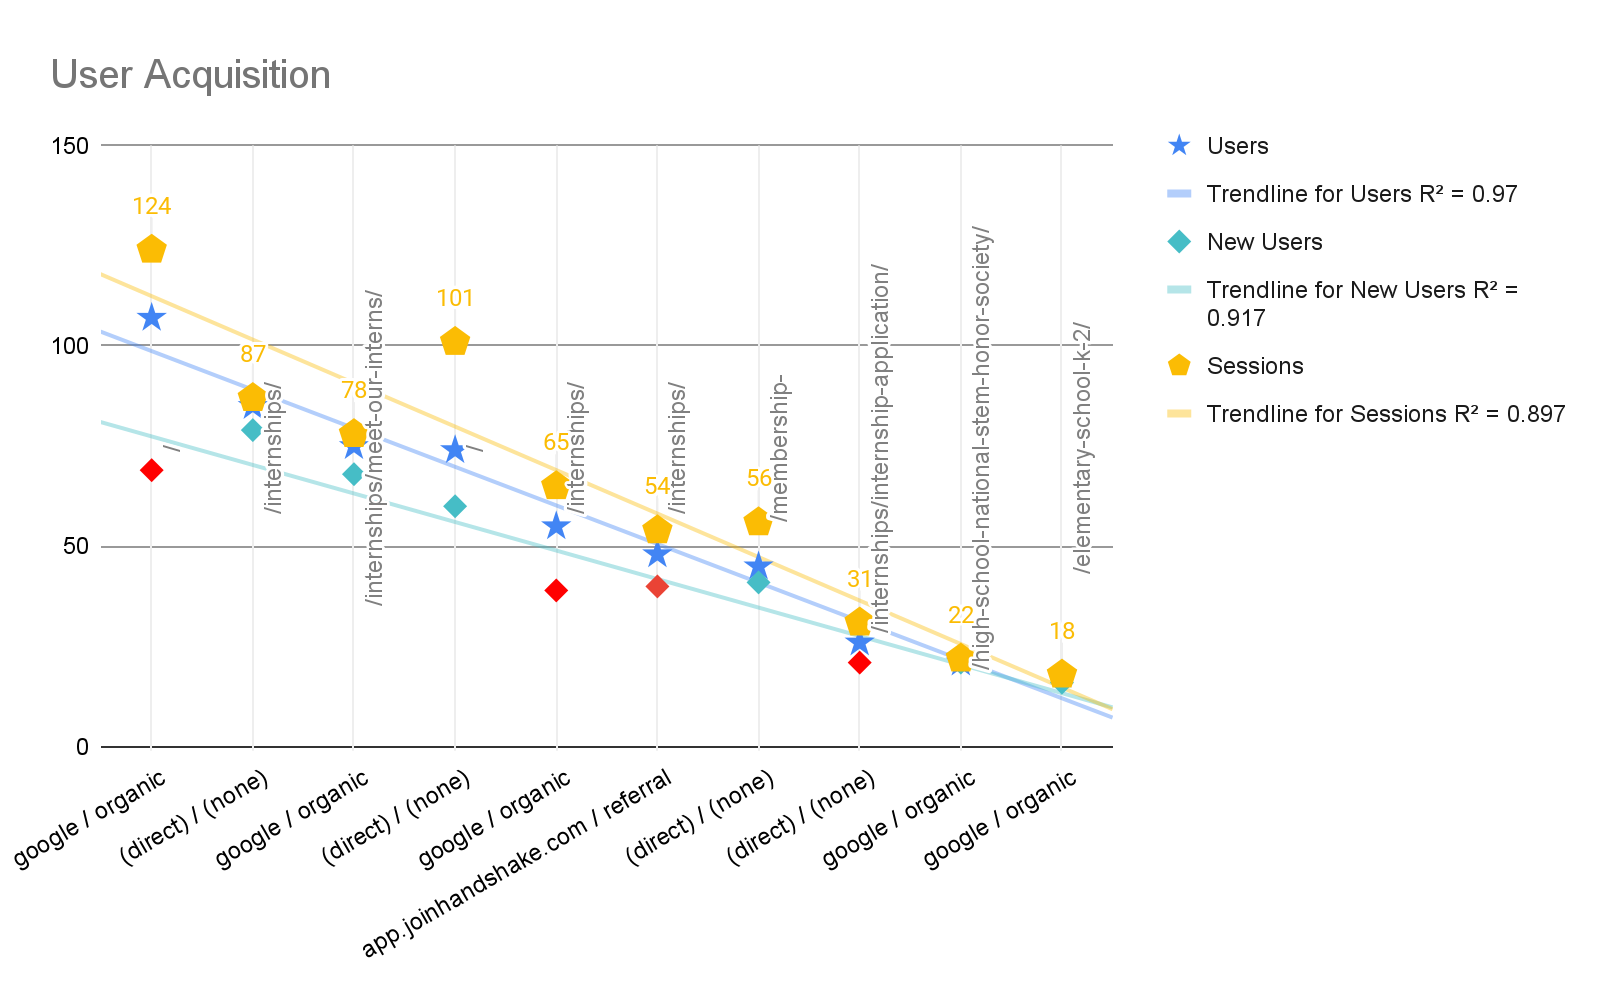 User Acquisition
150
100
50
0
124
87
78
101
65
54
56
31
22
18
/
/internships/
/internships/meet-our-interns/
/
/internships/
/internships/
/membership-
/internships/internship-application/
/high-school-national-stem-honor-society/
/elementary-school-k-2/
google / organic
(direct) / (none)
google / organic
(direct) / (none)
google / organic
app.joinhandshake.com / referral
(direct) / (none)
(direct) / (none)
google / organic
google / organic
Users
Trendline for Users R² = 0.97
New Users
Trendline for New Users R² =
0.917
Sessions
Trendline for Sessions R² = 0.897